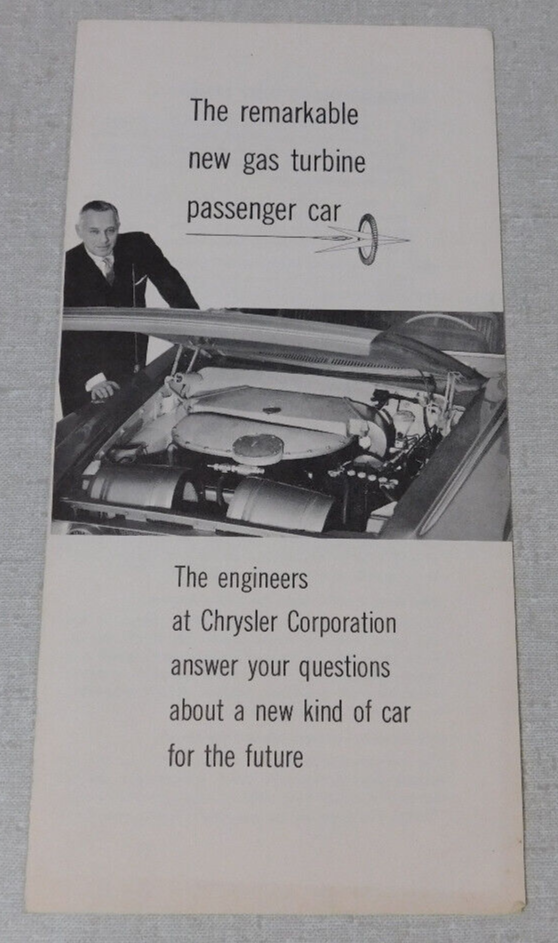 The remarkable
new gas turbine
passenger car
The engineers
at Chrysler Corporation
answer your questions
about a new kind of car
for the future